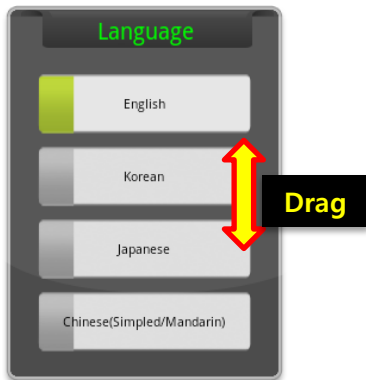 Language
English
Korean
Drag
Japanese
Chinese(Simpled/Mandarin)